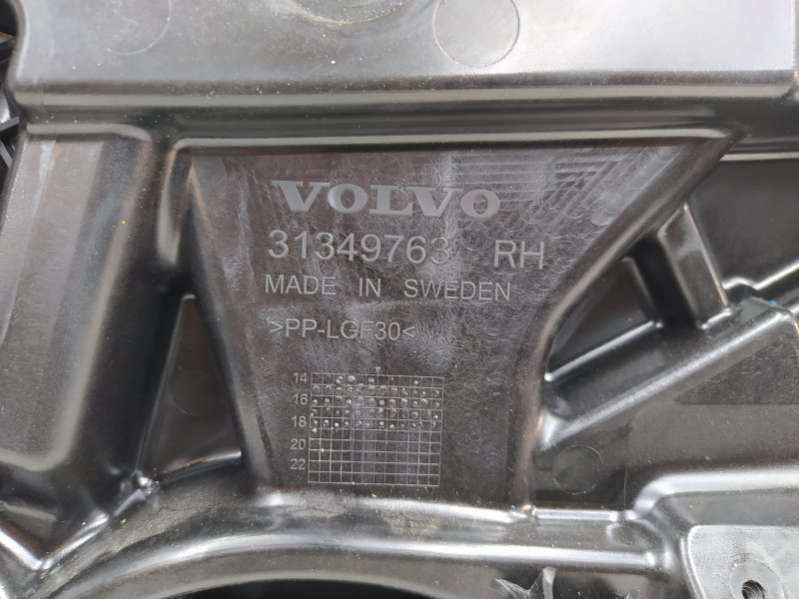 VOLVO
31349763 RH
MADE IN SWEDEN
>PP-LGF30<
14
16
18
20
22